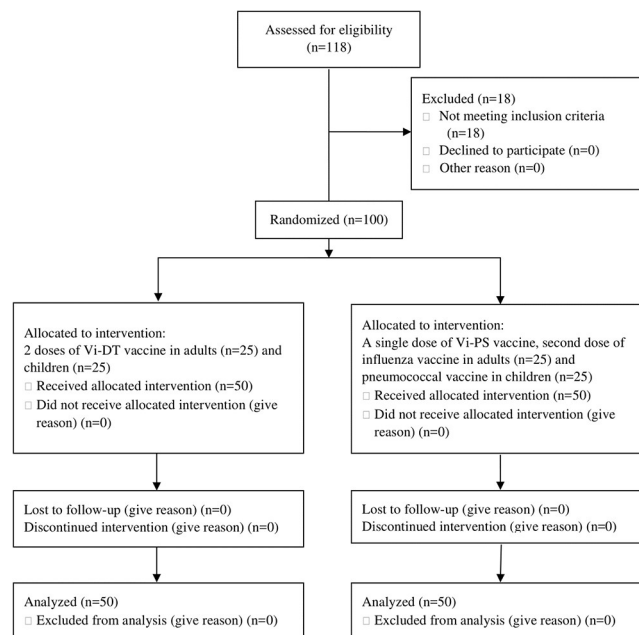 Assessed for eligibility
(n=118)
Excluded (n=18)
□ Not meeting inclusion criteria
(n=18)
□ Declined to participate (n=0)
□ Other reason (n=0)
Randomized (n=100)
Allocated to intervention:
2 doses of Vi-DT vaccine in adults (n=25) and
children (n=25)
□ Received allocated intervention (n=50)
□ Did not receive allocated intervention (give
reason) (n=0)
Allocated to intervention:
A single dose of Vi-PS vaccine, second dose of
influenza vaccine in adults (n=25) and
pneumococcal vaccine in children (n=25)
□ Received allocated intervention (n=50)
□ Did not receive allocated intervention (give
reason) (n=0)
Lost to follow-up (give reason) (n=0)
Discontinued intervention (give reason) (n=0)
Lost to follow-up (give reason) (n=0)
Discontinued intervention (give reason) (n=0)
Analyzed (n=50)
□ Excluded from analysis (give reason) (n=0)
Analyzed (n=50)
□ Excluded from analysis (give reason) (n=0)